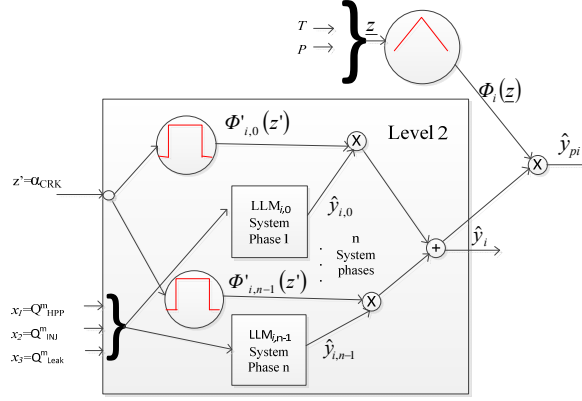 T
P
z
Φi(z)
Φ'i,0(z')
Level 2
X
X
ŷpi
z'=αCRK
LLMi,0
System
Phase 1
ŷi,0
n
System
phases
ŷi
+
Φ'i,n-1(z')
X
x1=QmHPP
x2=QmINJ
x3=QmLeak
LLMi,n-1
System
Phase n
ŷi,n-1